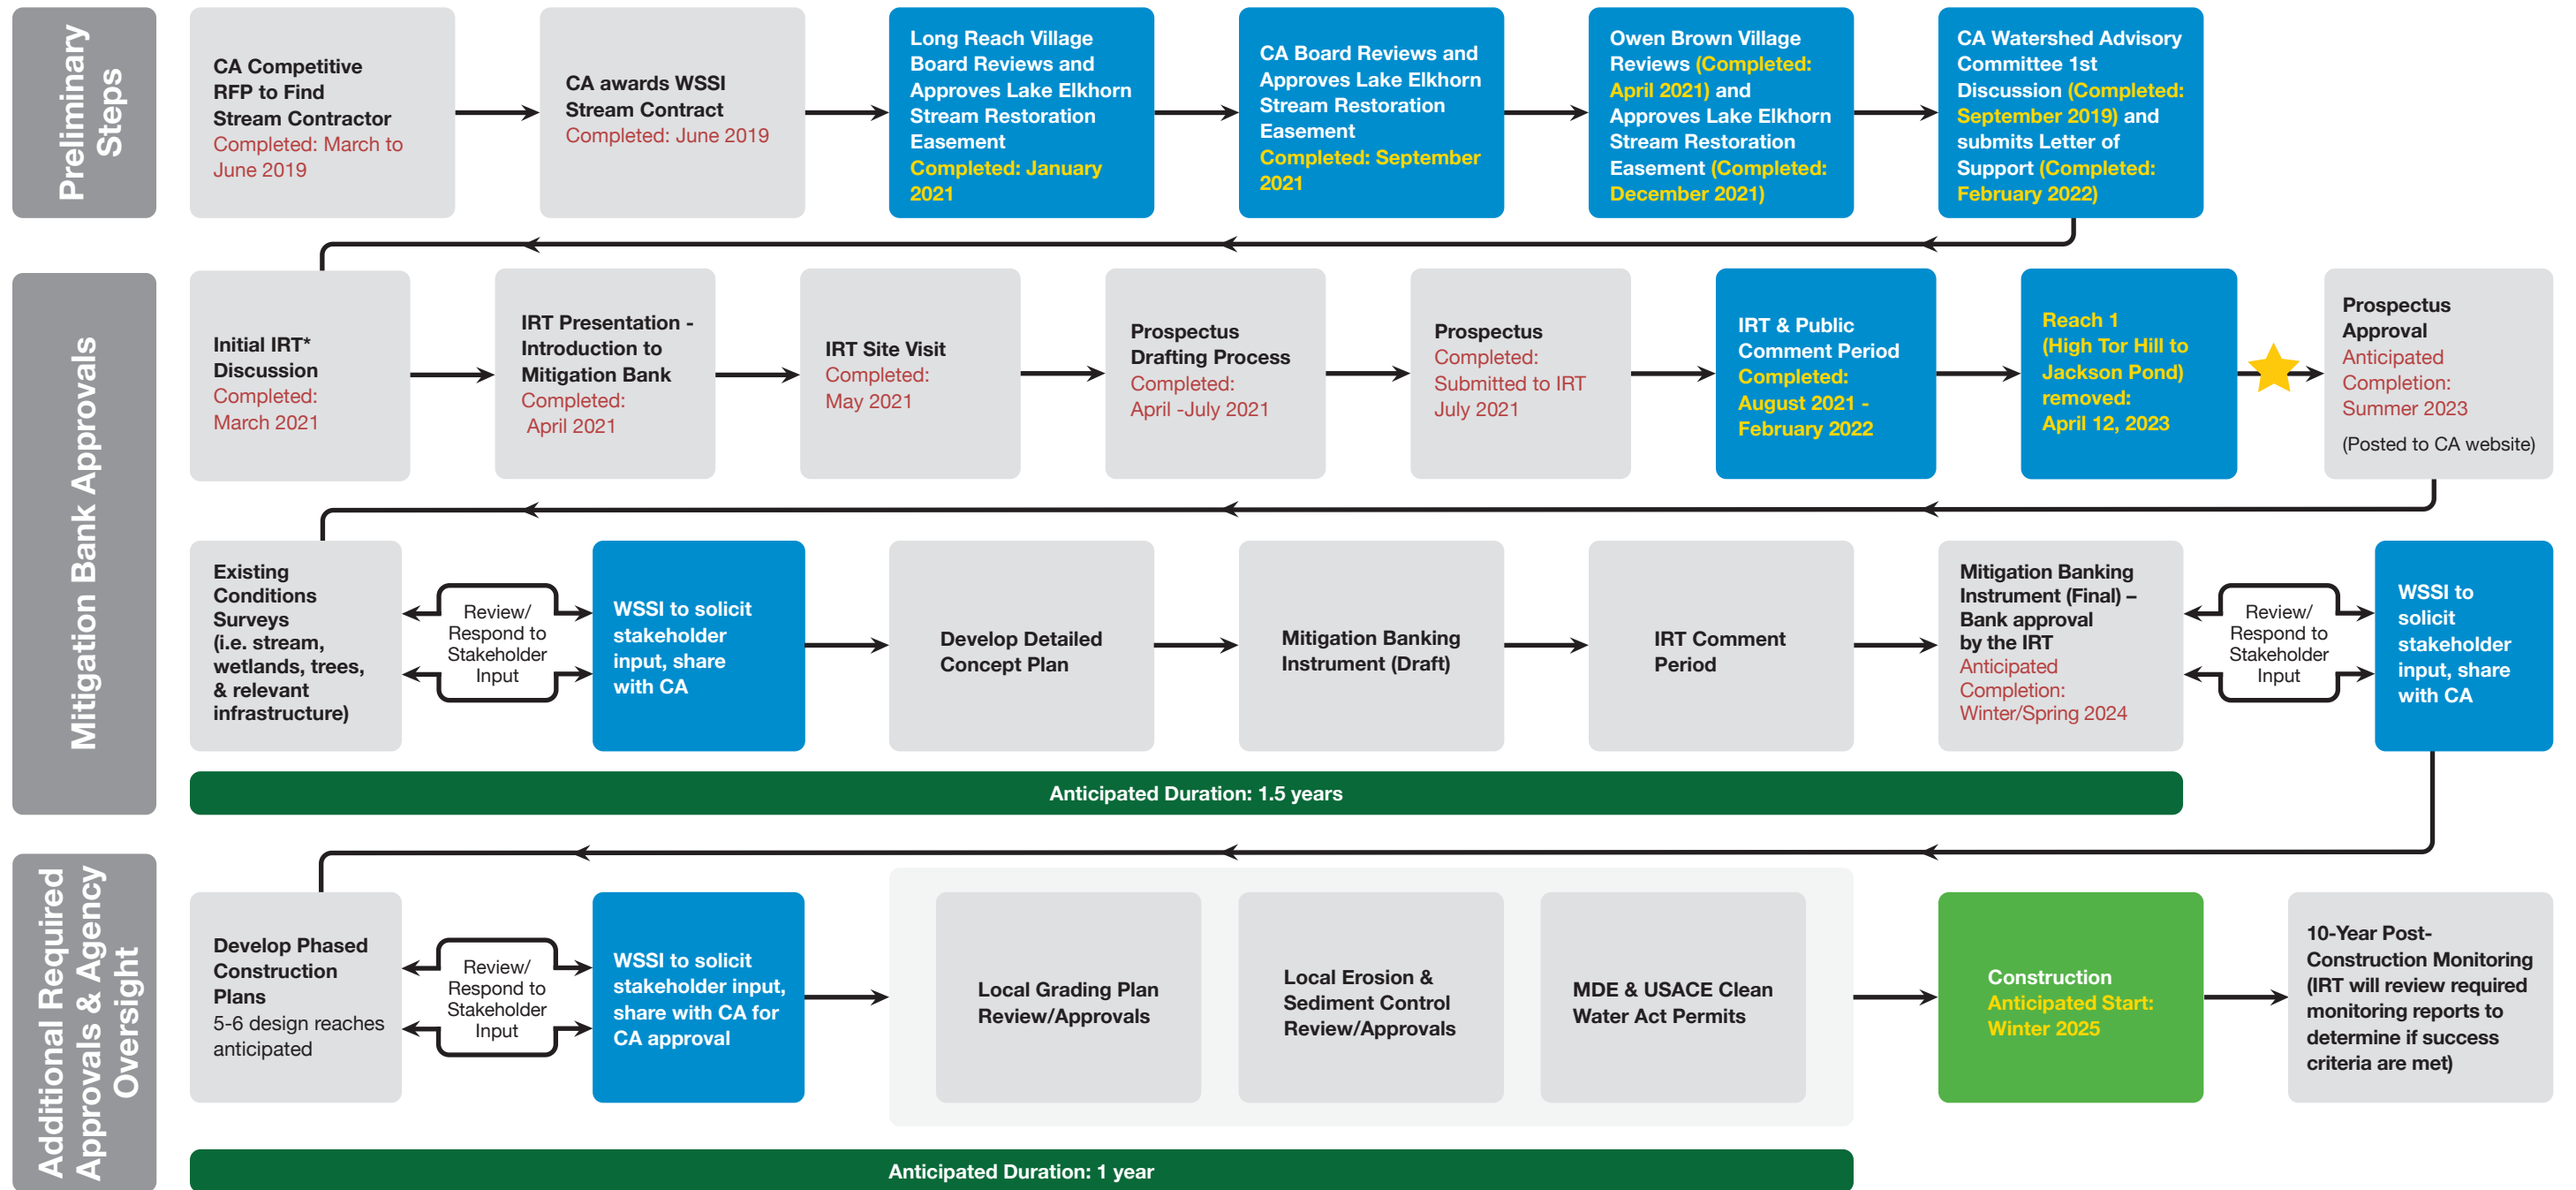 Preliminary
Steps
CA Competitive
RFP to Find
Stream Contractor
Completed: March to
June 2019
CA awards WSSI
Stream Contract
Completed: June 2019
Long Reach Village
Board Reviews and
Approves Lake Elkhorn
Stream Restoration
Easement
Completed: January
2021
CA Board Reviews and
Approves Lake Elkhorn
Stream Restoration
Easement
Completed: September
2021
Owen Brown Village
Reviews (Completed:
April 2021) and
Approves Lake Elkhorn
Stream Restoration
Easement (Completed:
December 2021)
CA Watershed Advisory
Committee 1st
Discussion (Completed:
September 2019) and
submits Letter of
Support (Completed:
February 2022)
Mitigation Bank Approvals
Initial IRT*
Discussion
Completed:
March 2021
IRT Presentation -
Introduction to
Mitigation Bank
Completed:
April 2021
IRT Site Visit
Completed:
May 2021
Prospectus
Drafting Process
Completed:
April -July 2021
Prospectus
Completed:
Submitted to IRT
July 2021
IRT & Public
Comment Period
Completed:
August 2021 -
February 2022
Reach 1
(High Tor Hill to
Jackson Pond)
removed:
April 12, 2023
Prospectus
Approval
Anticipated
Completion:
Summer 2023
(Posted to CA website)
Existing
Conditions
Surveys
(i.e. stream,
wetlands, trees,
& relevant
infrastructure)
Review/
Respond to
Stakeholder
Input
WSSI to solicit
stakeholder
input, share
with CA
Develop Detailed
Concept Plan
Mitigation Banking
Instrument (Draft)
IRT Comment
Period
Mitigation Banking
Instrument (Final) –
Bank approval
by the IRT
Anticipated
Completion:
Winter/Spring 2024
Review/
Respond to
Stakeholder
Input
WSSI to
solicit
stakeholder
input, share
with CA
Anticipated Duration: 1.5 years
Additional Required
Approvals & Agency
Oversight
Develop Phased
Construction
Plans
5-6 design reaches
anticipated
Review/
Respond to
Stakeholder
Input
WSSI to solicit
stakeholder input,
share with CA for
CA approval
Local Grading Plan
Review/Approvals
Local Erosion &
Sediment Control
Review/Approvals
MDE & USACE Clean
Water Act Permits
Construction
Anticipated Start:
Winter 2025
10-Year Post-
Construction Monitoring
(IRT will review required
monitoring reports to
determine if success
criteria are met)
Anticipated Duration: 1 year